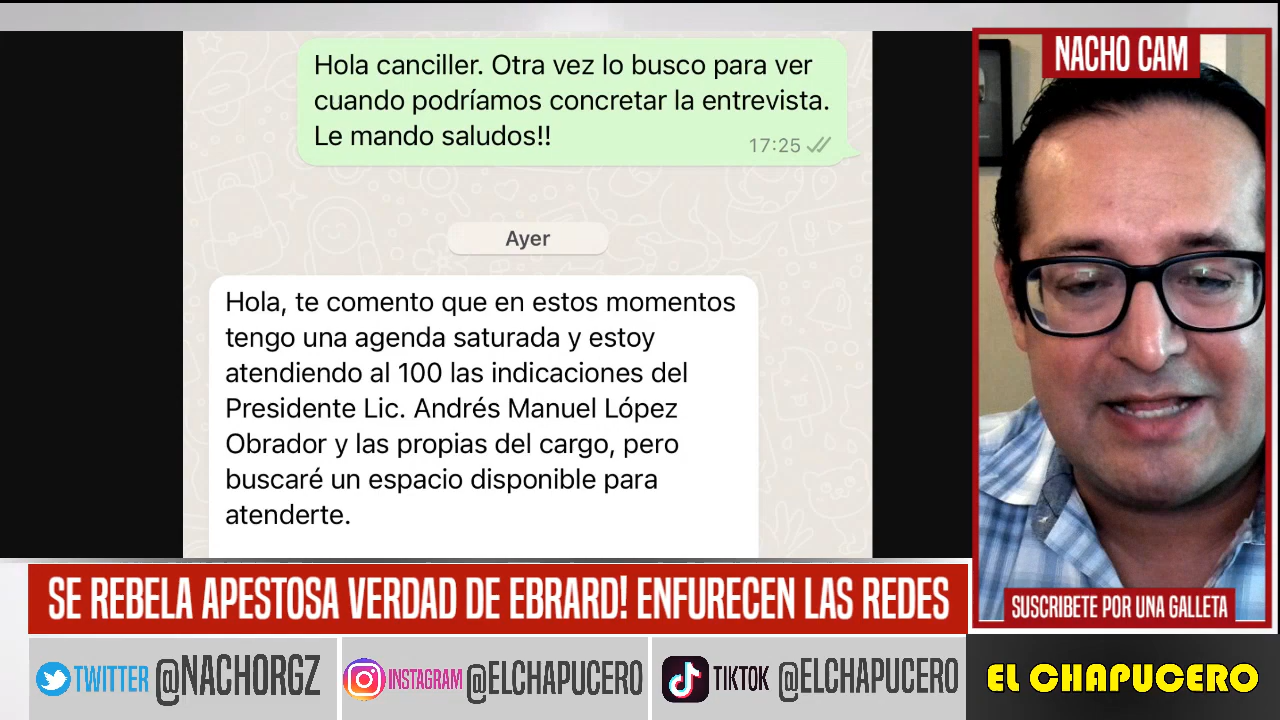 Hola canciller. Otra vez lo busco para ver
cuando podríamos concretar la entrevista.
Le mando saludos!!
17:25
Ayer
Hola, te comento que en estos momentos
tengo una agenda saturada y estoy
atendiendo al 100 las indicaciones del
Presidente Lic. Andrés Manuel López
Obrador y las propias del cargo, pero
buscaré un espacio disponible para
atenderte.
NACHO CAM
SUSCRIBETE POR UNA GALLETA
SE REBELA APESTOSA VERDAD DE EBRARD! ENFURECEN LAS REDES
TWITTER @NACHORGZ
INSTAGRAM @ELCHAPUCERO
TIKTOK @ELCHAPUCERO
EL CHAPUCERO